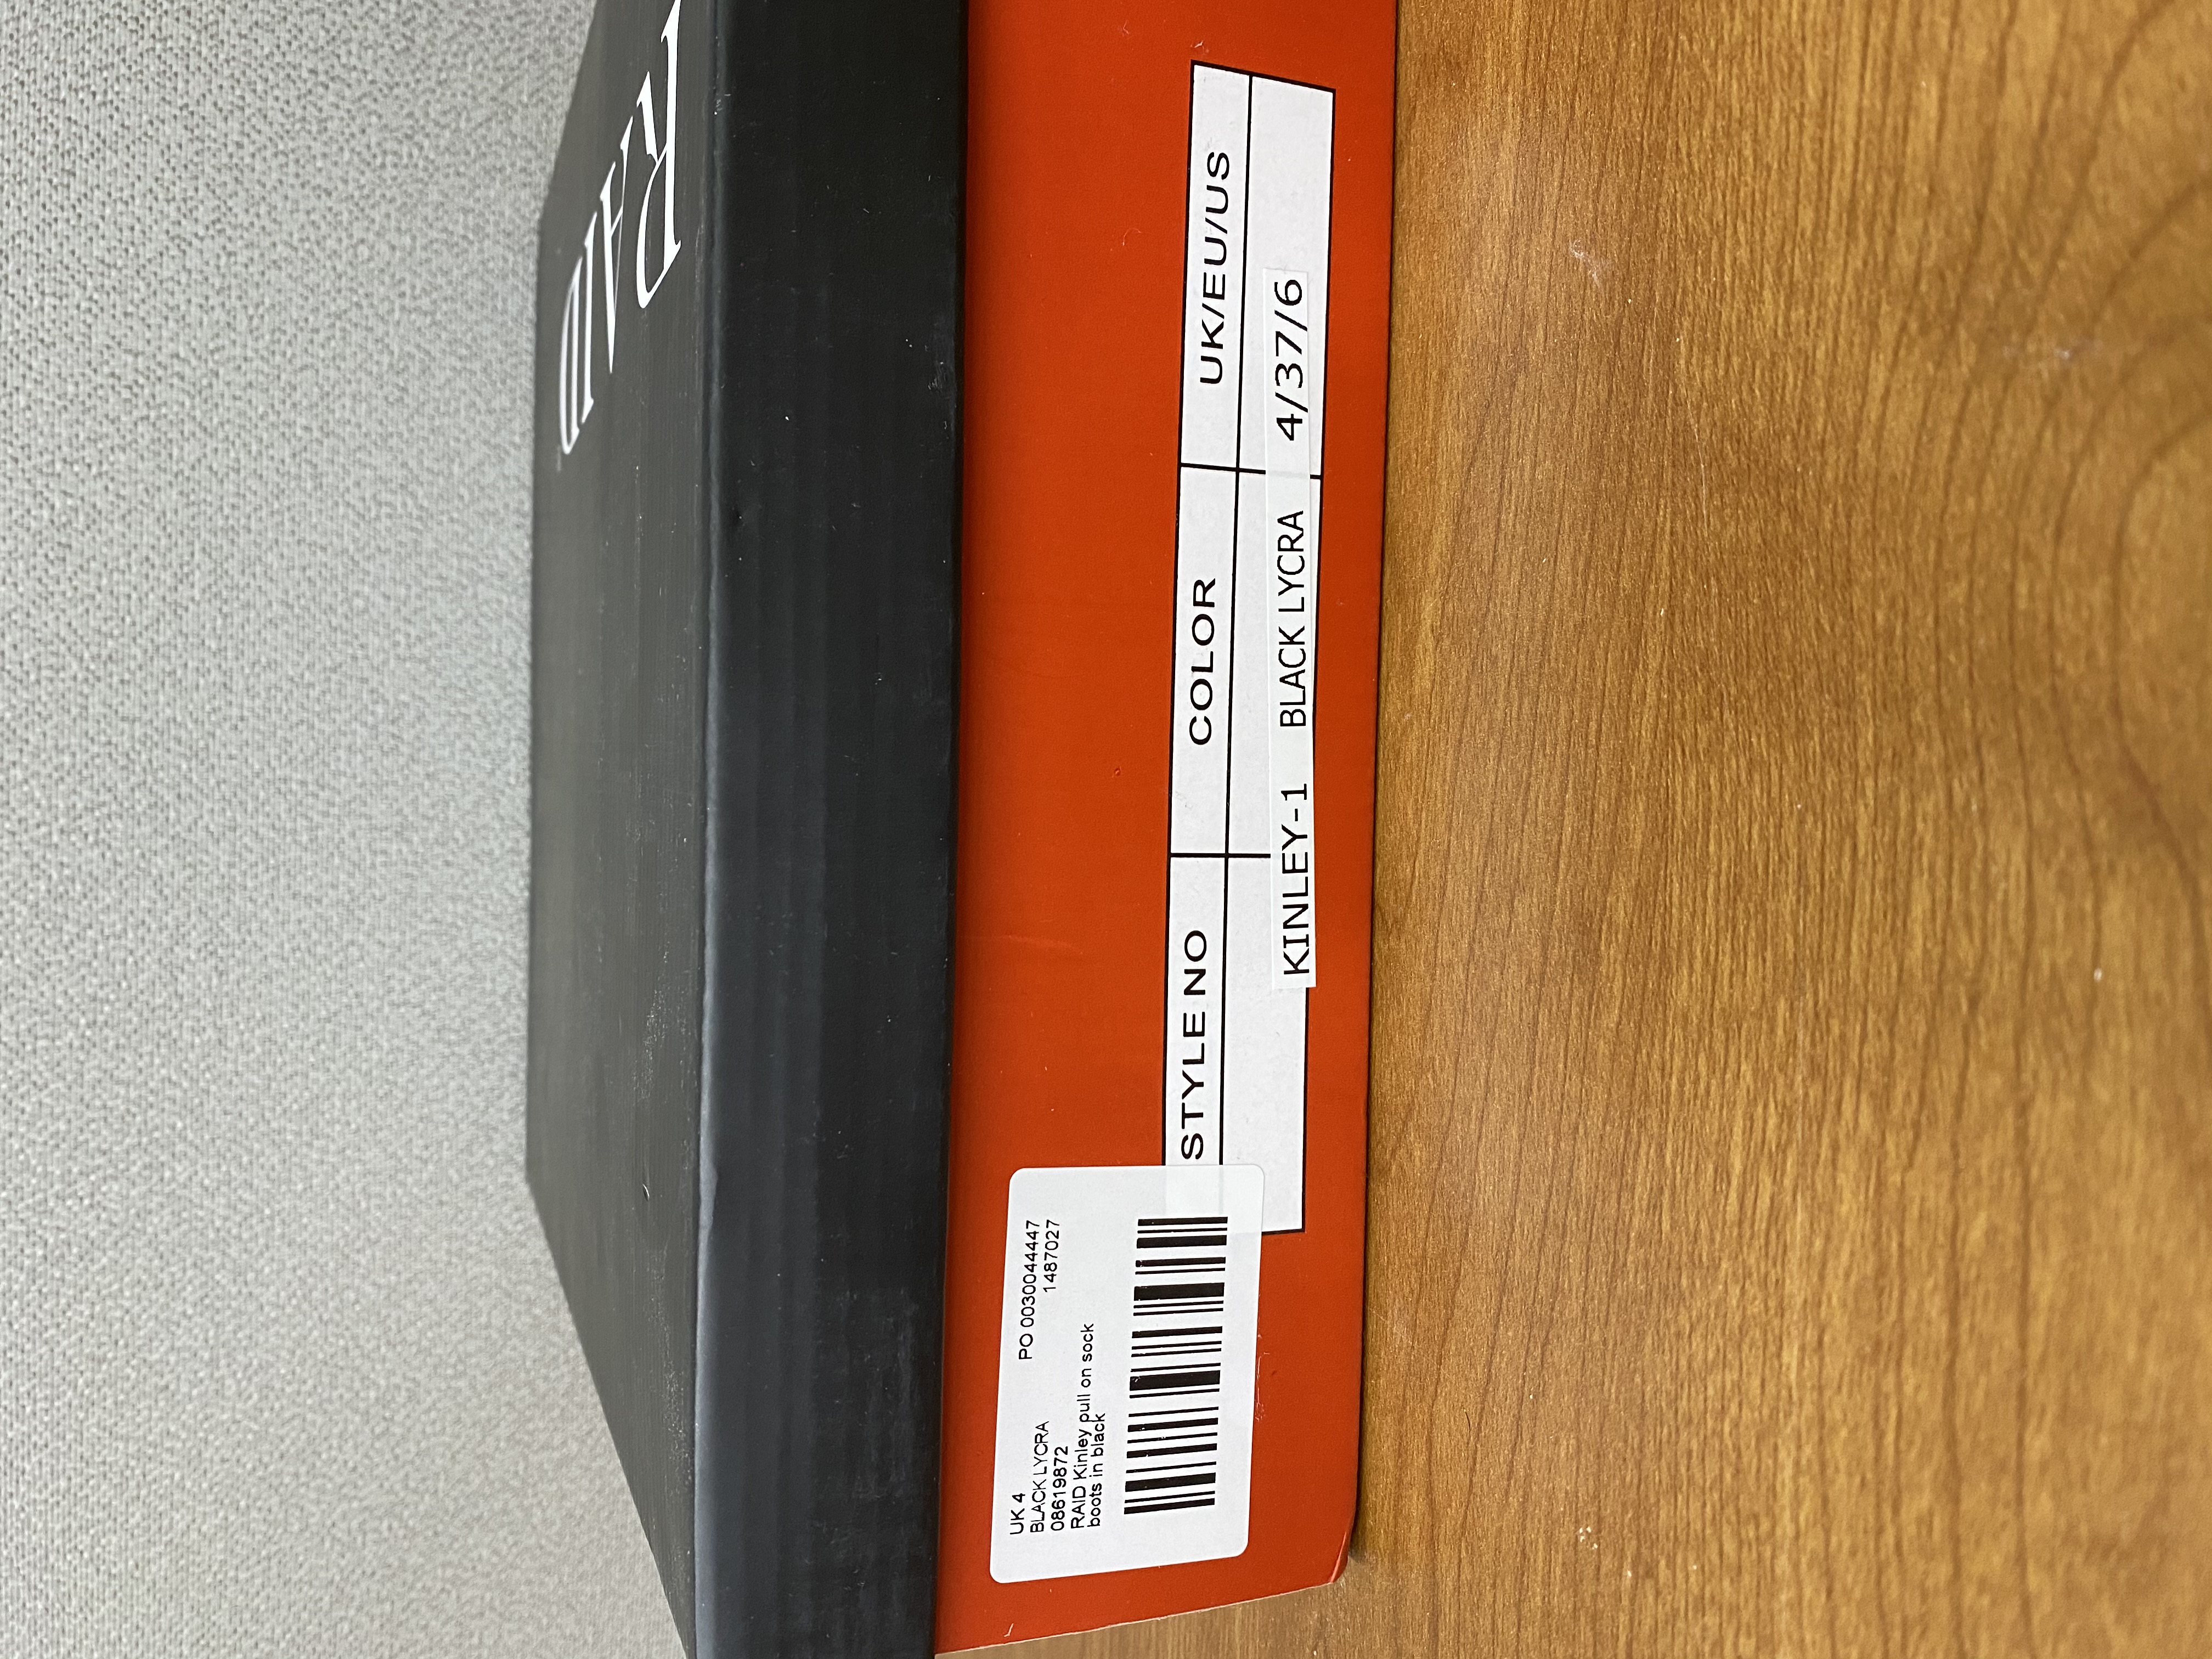 RAID
UK 4 PO 0030044447
BLACK LYCRA 1487027
08619872
RAID Kinley pull on sock
boots in black
STYLE NO COLOR UK/EU/US
KINLEY-1 BLACK LYCRA 4/37/6